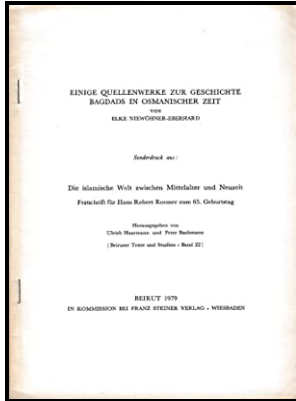 EINIGE QUELLENWERKE ZUR GESCHICHTE
BAGDADS IN OSMANISCHER ZEIT
VON
ELKE NIEWÖHNER-EBERHARD
Sonderdruck aus:
Die islamische Welt zwischen Mittelalter und Neuzeit
Festschrift für Hans Robert Roemer zum 65. Geburtstag
Herausgegeben von
Ulrich Haarmann und Peter Bachmann
(Beiruter Texte und Studien - Band 22)
BEIRUT 1979
IN KOMMISSION BEI FRANZ STEINER VERLAG - WIESBADEN